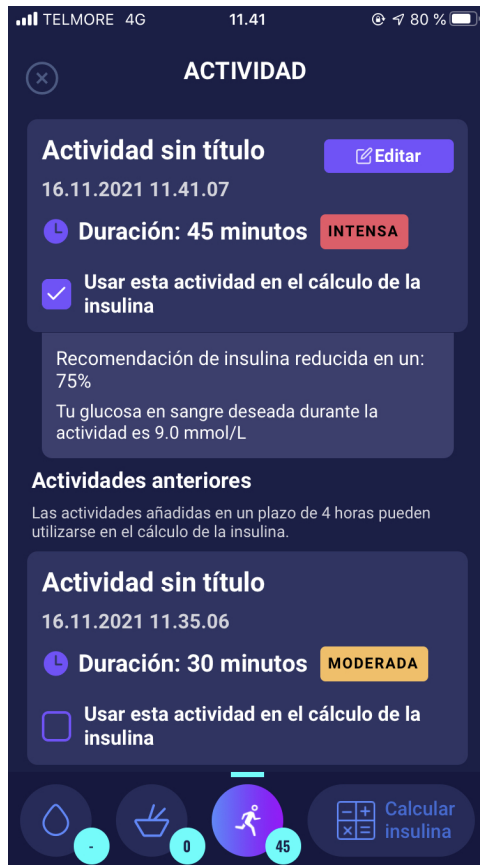 TELMORE 4G 11.41 80 %
ACTIVIDAD
Actividad sin título
Editar
16.11.2021 11.41.07
Duración: 45 minutos INTENSA
Usar esta actividad en el cálculo de la
insulina
Recomendación de insulina reducida en un:
75%
Tu glucosa en sangre deseada durante la
actividad es 9.0 mmol/L
Actividades anteriores
Las actividades añadidas en un plazo de 4 horas pueden
utilizarse en el cálculo de la insulina.
Actividad sin título
16.11.2021 11.35.06
Duración: 30 minutos MODERADA
Usar esta actividad en el cálculo de la
insulina
- 0 45
Calcular
insulina